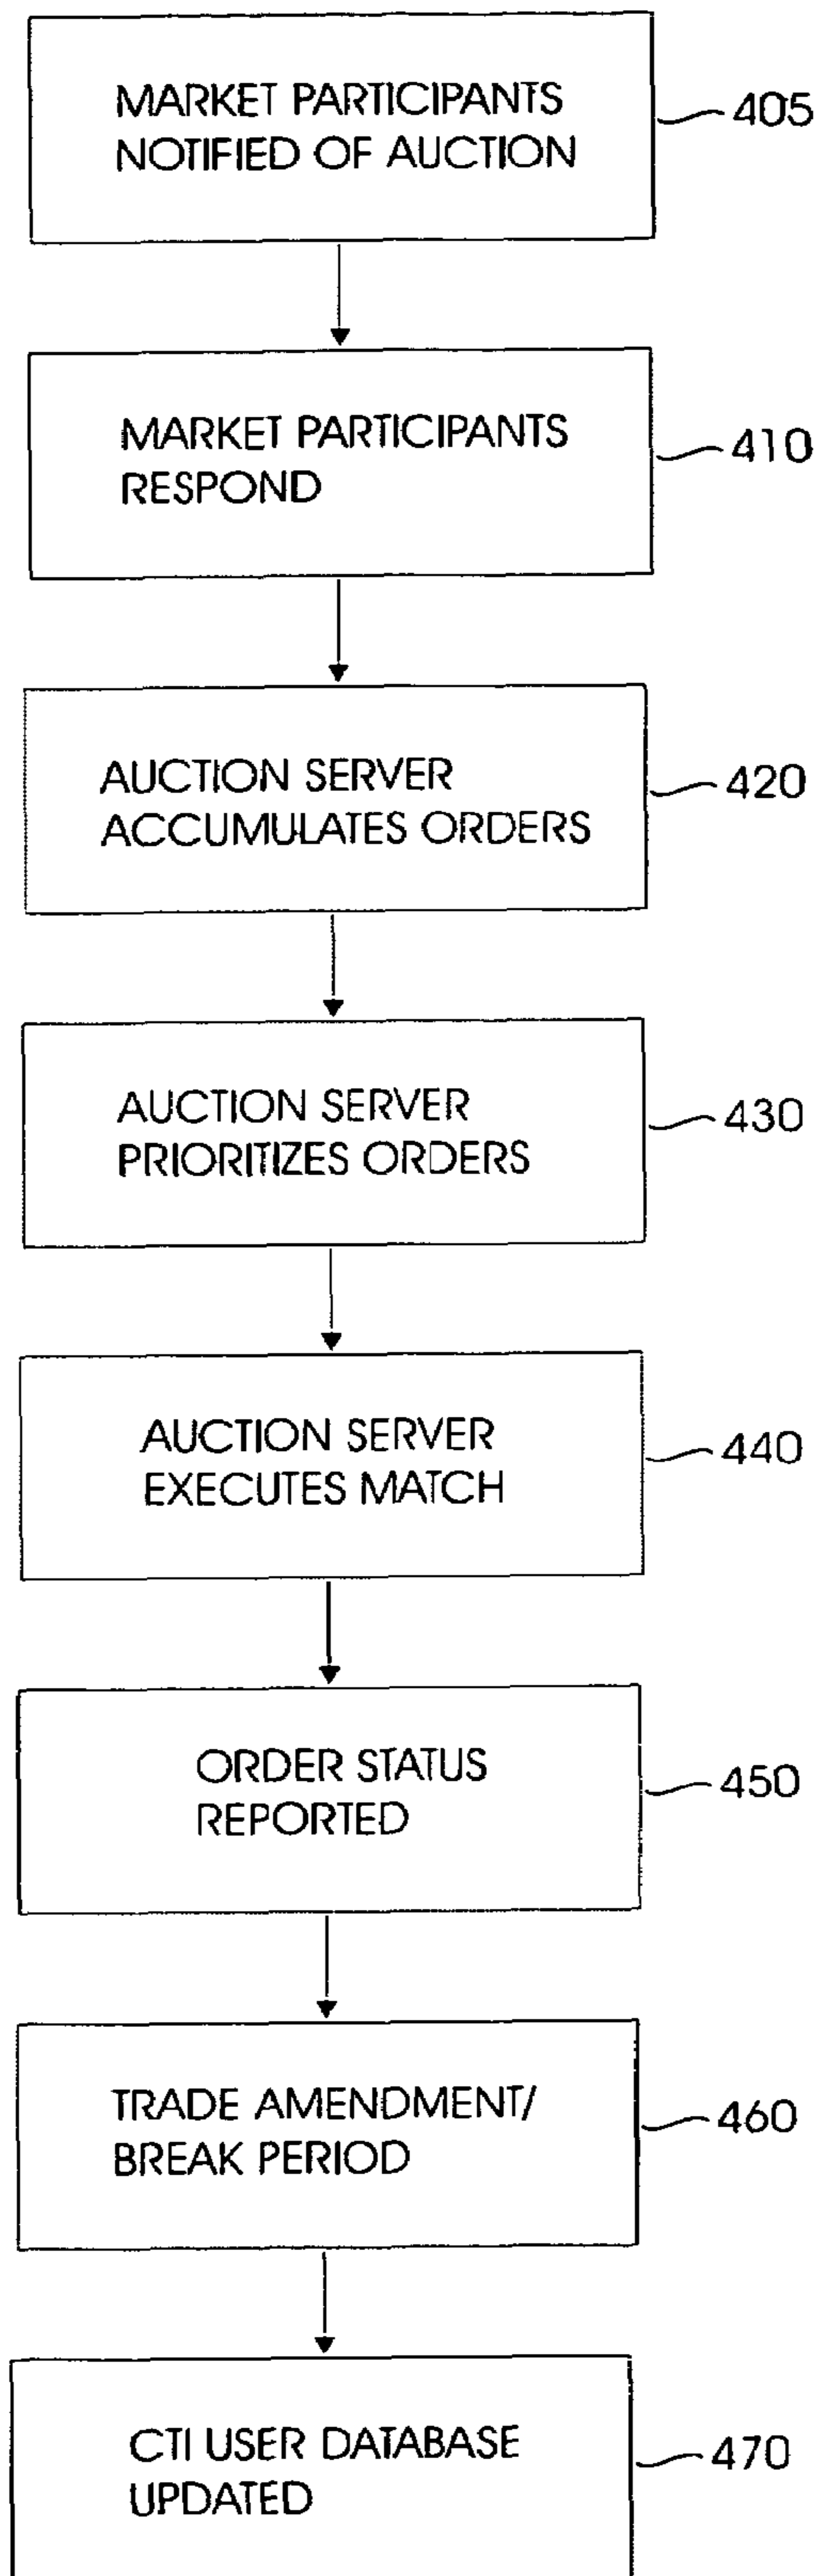 MARKET PARTICIPANTS
NOTIFIED OF AUCTION
405
MARKET PARTICIPANTS
RESPOND
410
AUCTION SERVER
ACCUMULATES ORDERS
420
AUCTION SERVER
PRIORITIZES ORDERS
430
AUCTION SERVER
EXECUTES MATCH
440
ORDER STATUS
REPORTED
450
TRADE AMENDMENT/
BREAK PERIOD
460
CTI USER DATABASE
UPDATED
470